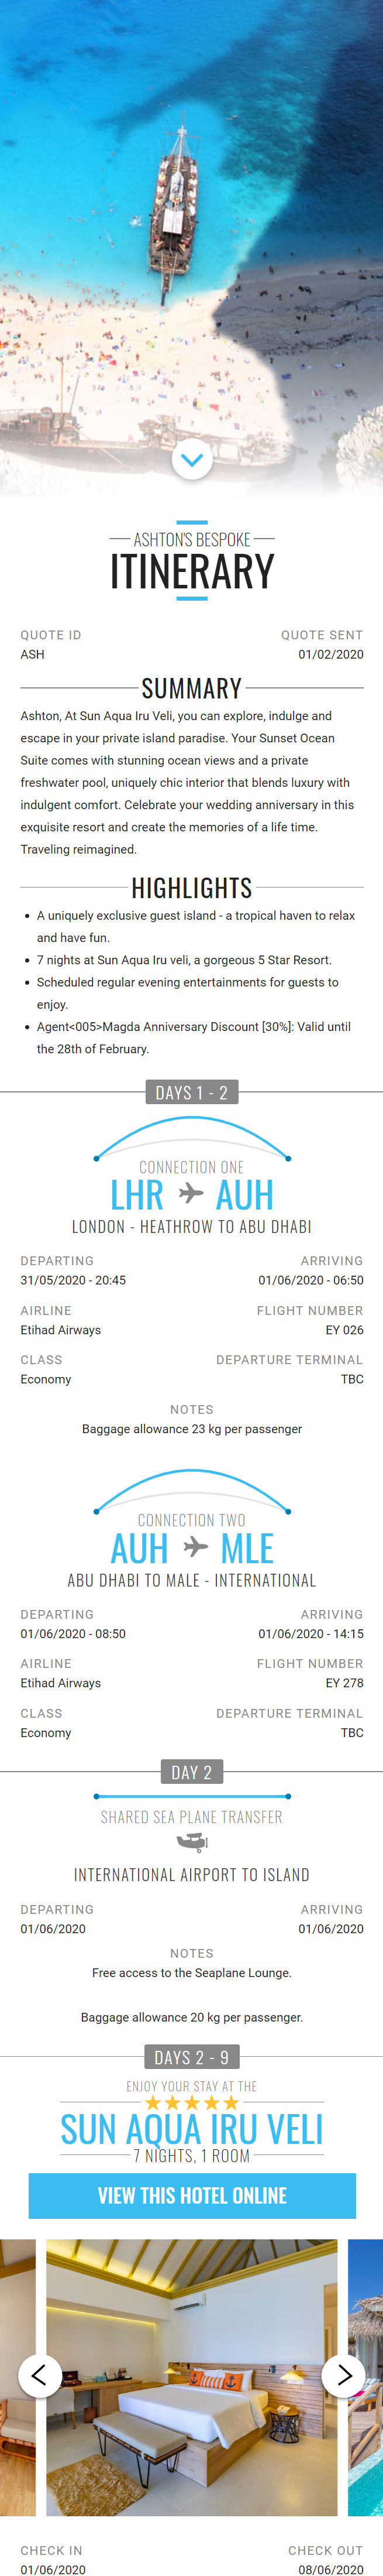 ASHTON'S BESPOKE
ITINERARY
QUOTE ID QUOTE SENT
ASH 01/02/2020
SUMMARY
Ashton, At Sun Aqua Iru Veli, you can explore, indulge and
escape in your private island paradise. Your Sunset Ocean
Suite comes with stunning ocean views and a private
freshwater pool, uniquely chic interior that blends luxury with
indulgent comfort. Celebrate your wedding anniversary in this
exquisite resort and create the memories of a life time.
Traveling reimagined.
HIGHLIGHTS
• A uniquely exclusive guest island - a tropical haven to relax
and have fun.
• 7 nights at Sun Aqua Iru veli, a gorgeous 5 Star Resort.
• Scheduled regular evening entertainments for guests to
enjoy.
• Agent<005>Magda Anniversary Discount [30%]: Valid until
the 28th of February.
DAYS 1 - 2
CONNECTION ONE
LHR AUH
LONDON - HEATHROW TO ABU DHABI
DEPARTING ARRIVING
31/05/2020 - 20:45 01/06/2020 - 06:50
AIRLINE FLIGHT NUMBER
Etihad Airways EY 026
CLASS DEPARTURE TERMINAL
Economy TBC
NOTES
Baggage allowance 23 kg per passenger
CONNECTION TWO
AUH MLE
ABU DHABI TO MALE - INTERNATIONAL
DEPARTING ARRIVING
01/06/2020 - 08:50 01/06/2020 - 14:15
AIRLINE FLIGHT NUMBER
Etihad Airways EY 278
CLASS DEPARTURE TERMINAL
Economy TBC
DAY 2
SHARED SEA PLANE TRANSFER
INTERNATIONAL AIRPORT TO ISLAND
DEPARTING ARRIVING
01/06/2020 01/06/2020
NOTES
Free access to the Seaplane Lounge.
Baggage allowance 20 kg per passenger.
DAYS 2 - 9
ENJOY YOUR STAY AT THE
SUN AQUA IRU VELI
7 NIGHTS, 1 ROOM
VIEW THIS HOTEL ONLINE
CHECK IN CHECK OUT
01/06/2020 08/06/2020